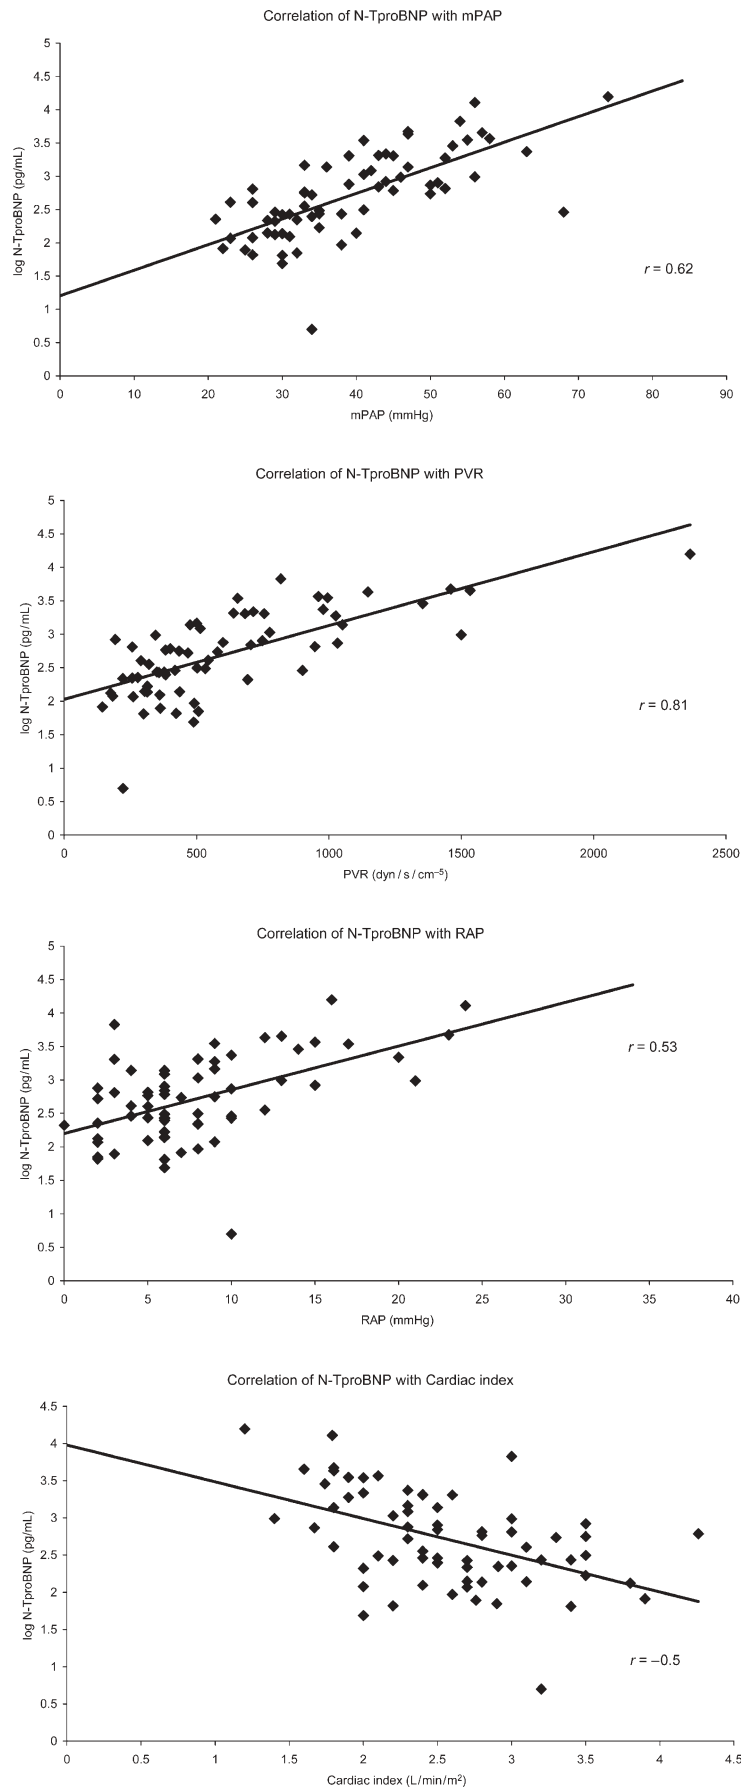 Correlation of N-TproBNP with mPAP
5
4.5
4
3.5
3
2.5
2
1.5
1
0.5
0
log N-TproBNP (pg/mL)
r = 0.62
0 10 20 30 40 50 60 70 80 90
mPAP (mmHg)
Correlation of N-TproBNP with PVR
5
4.5
4
3.5
3
2.5
2
1.5
1
0.5
0
log N-TproBNP (pg/mL)
r = 0.81
0 500 1000 1500 2000 2500
PVR (dyn / s / cm–5)
Correlation of N-TproBNP with RAP
5
4.5
4
3.5
3
2.5
2
1.5
1
0.5
0
log N-TproBNP (pg/mL)
r = 0.53
0 5 10 15 20 25 30 35 40
RAP (mmHg)
Correlation of N-TproBNP with Cardiac index
4.5
4
3.5
3
2.5
2
1.5
1
0.5
0
log N-TproBNP (pg/mL)
r = –0.5
0 0.5 1 1.5 2 2.5 3 3.5 4 4.5
Cardiac index (L/min/m²)